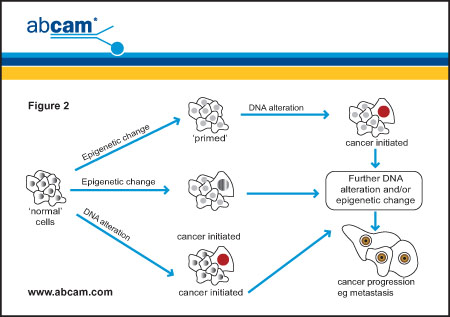 abcam*
Figure 2
Epigenetic change
'primed'
DNA alteration
cancer initiated
'normal'
cells
Epigenetic change
cancer initiated
Further DNA
alteration and/or
epigenetic change
DNA alteration
cancer initiated
cancer progression
eg metastasis
www.abcam.com